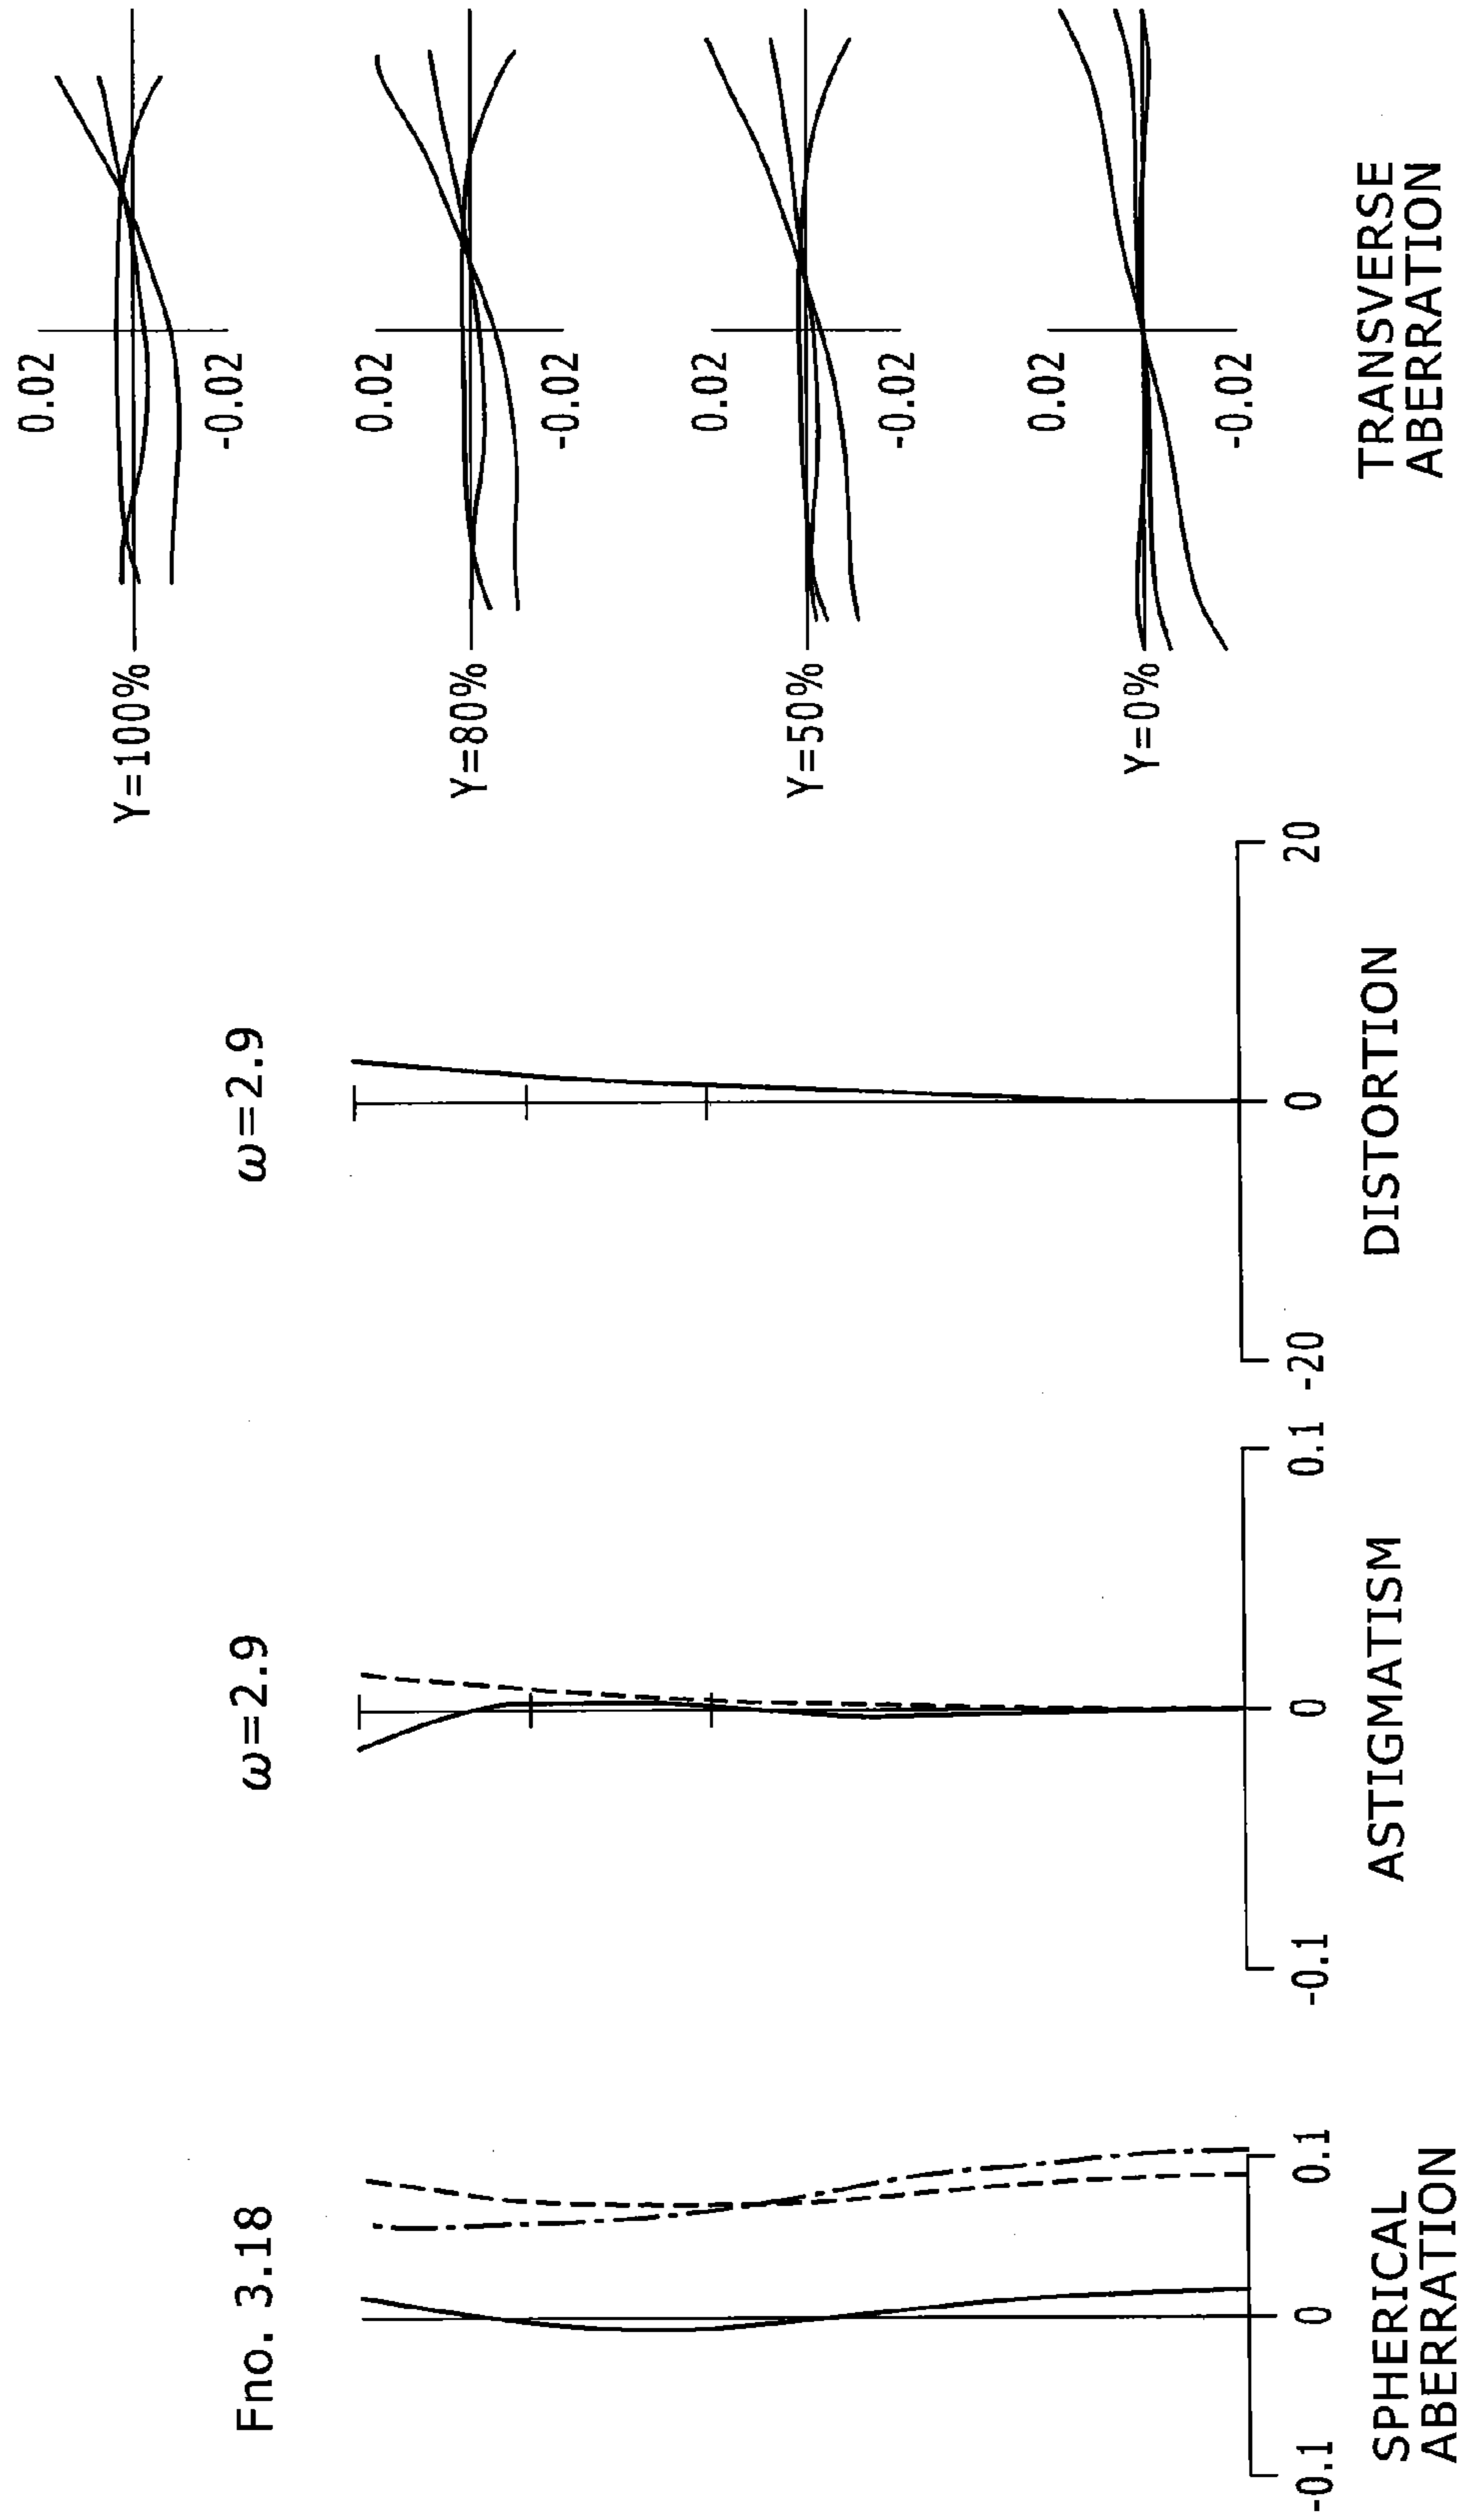 Fno. 3.18
-0.1
0
0.1
SPHERICAL
ABERRATION
ω=2.9
-0.1
0
0.1
ASTIGMATISM
ω=2.9
-20
0
20
DISTORTION
Y=100%
0.02
-0.02
Y=80%
0.02
-0.02
Y=50%
0.02
-0.02
Y=0%
0.02
-0.02
TRANSVERSE
ABERRATION